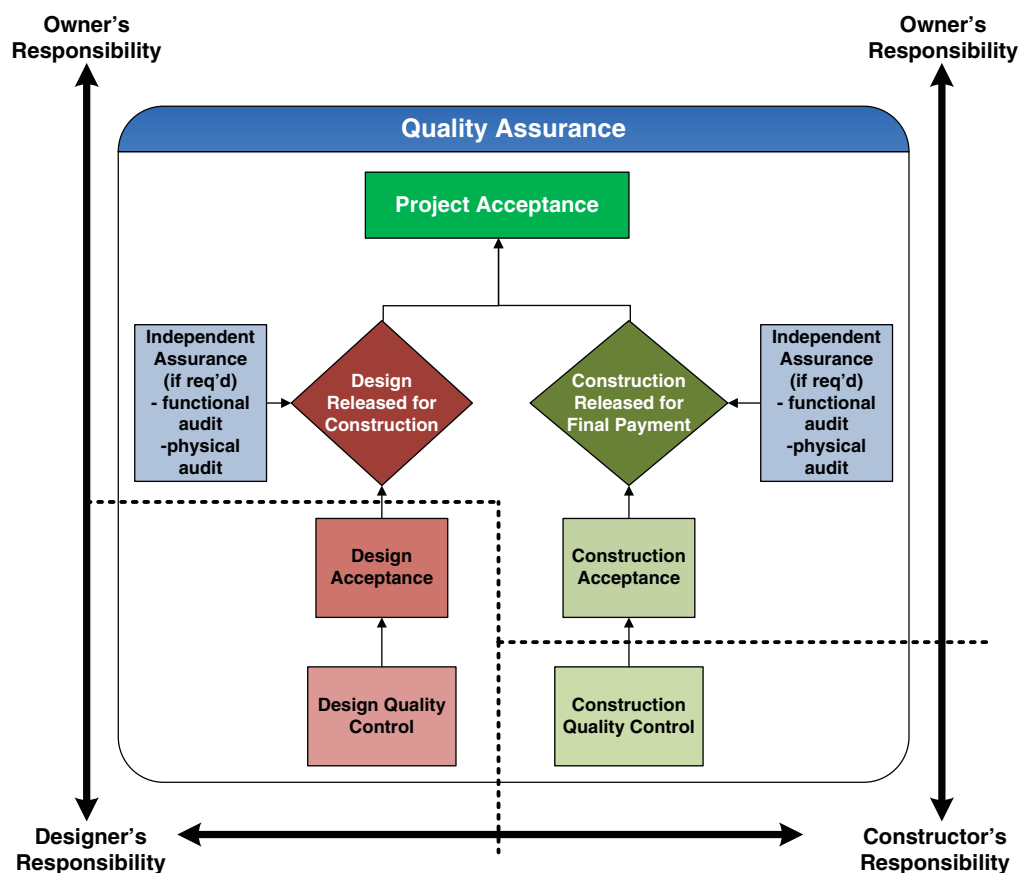 Owner’s
Responsibility
Owner’s
Responsibility
Quality Assurance
Project Acceptance
Independent
Assurance
(if req’d)
- functional
audit
-physical
audit
Design
Released for
Construction
Construction
Released for
Final Payment
Independent
Assurance
(if req’d)
- functional
audit
-physical
audit
Design
Acceptance
Construction
Acceptance
Design Quality
Control
Construction
Quality Control
Designer’s
Responsibility
Constructor’s
Responsibility